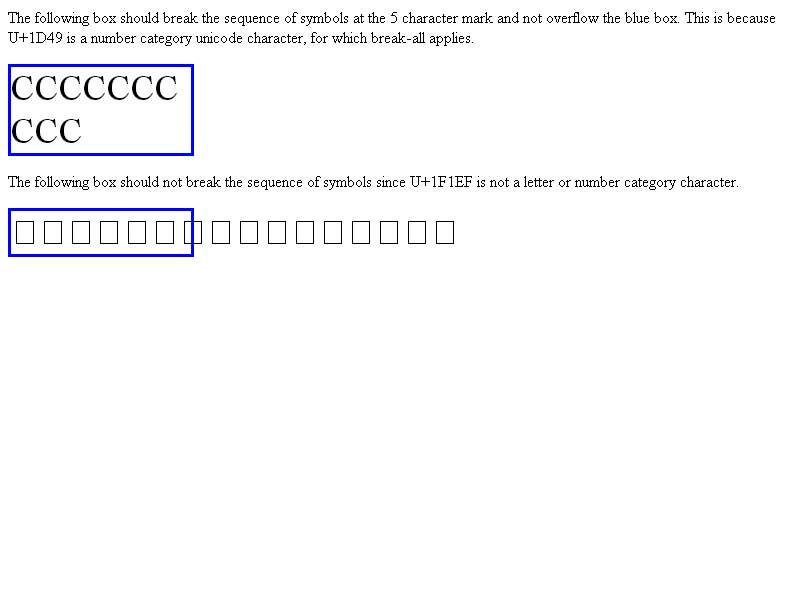 The following box should break the sequence of symbols at the 5 character mark and not overflow the blue box. This is because
U+1D49 is a number category unicode character, for which break-all applies.
CCCCCCC
CCC
The following box should not break the sequence of symbols since U+1F1EF is not a letter or number category character.